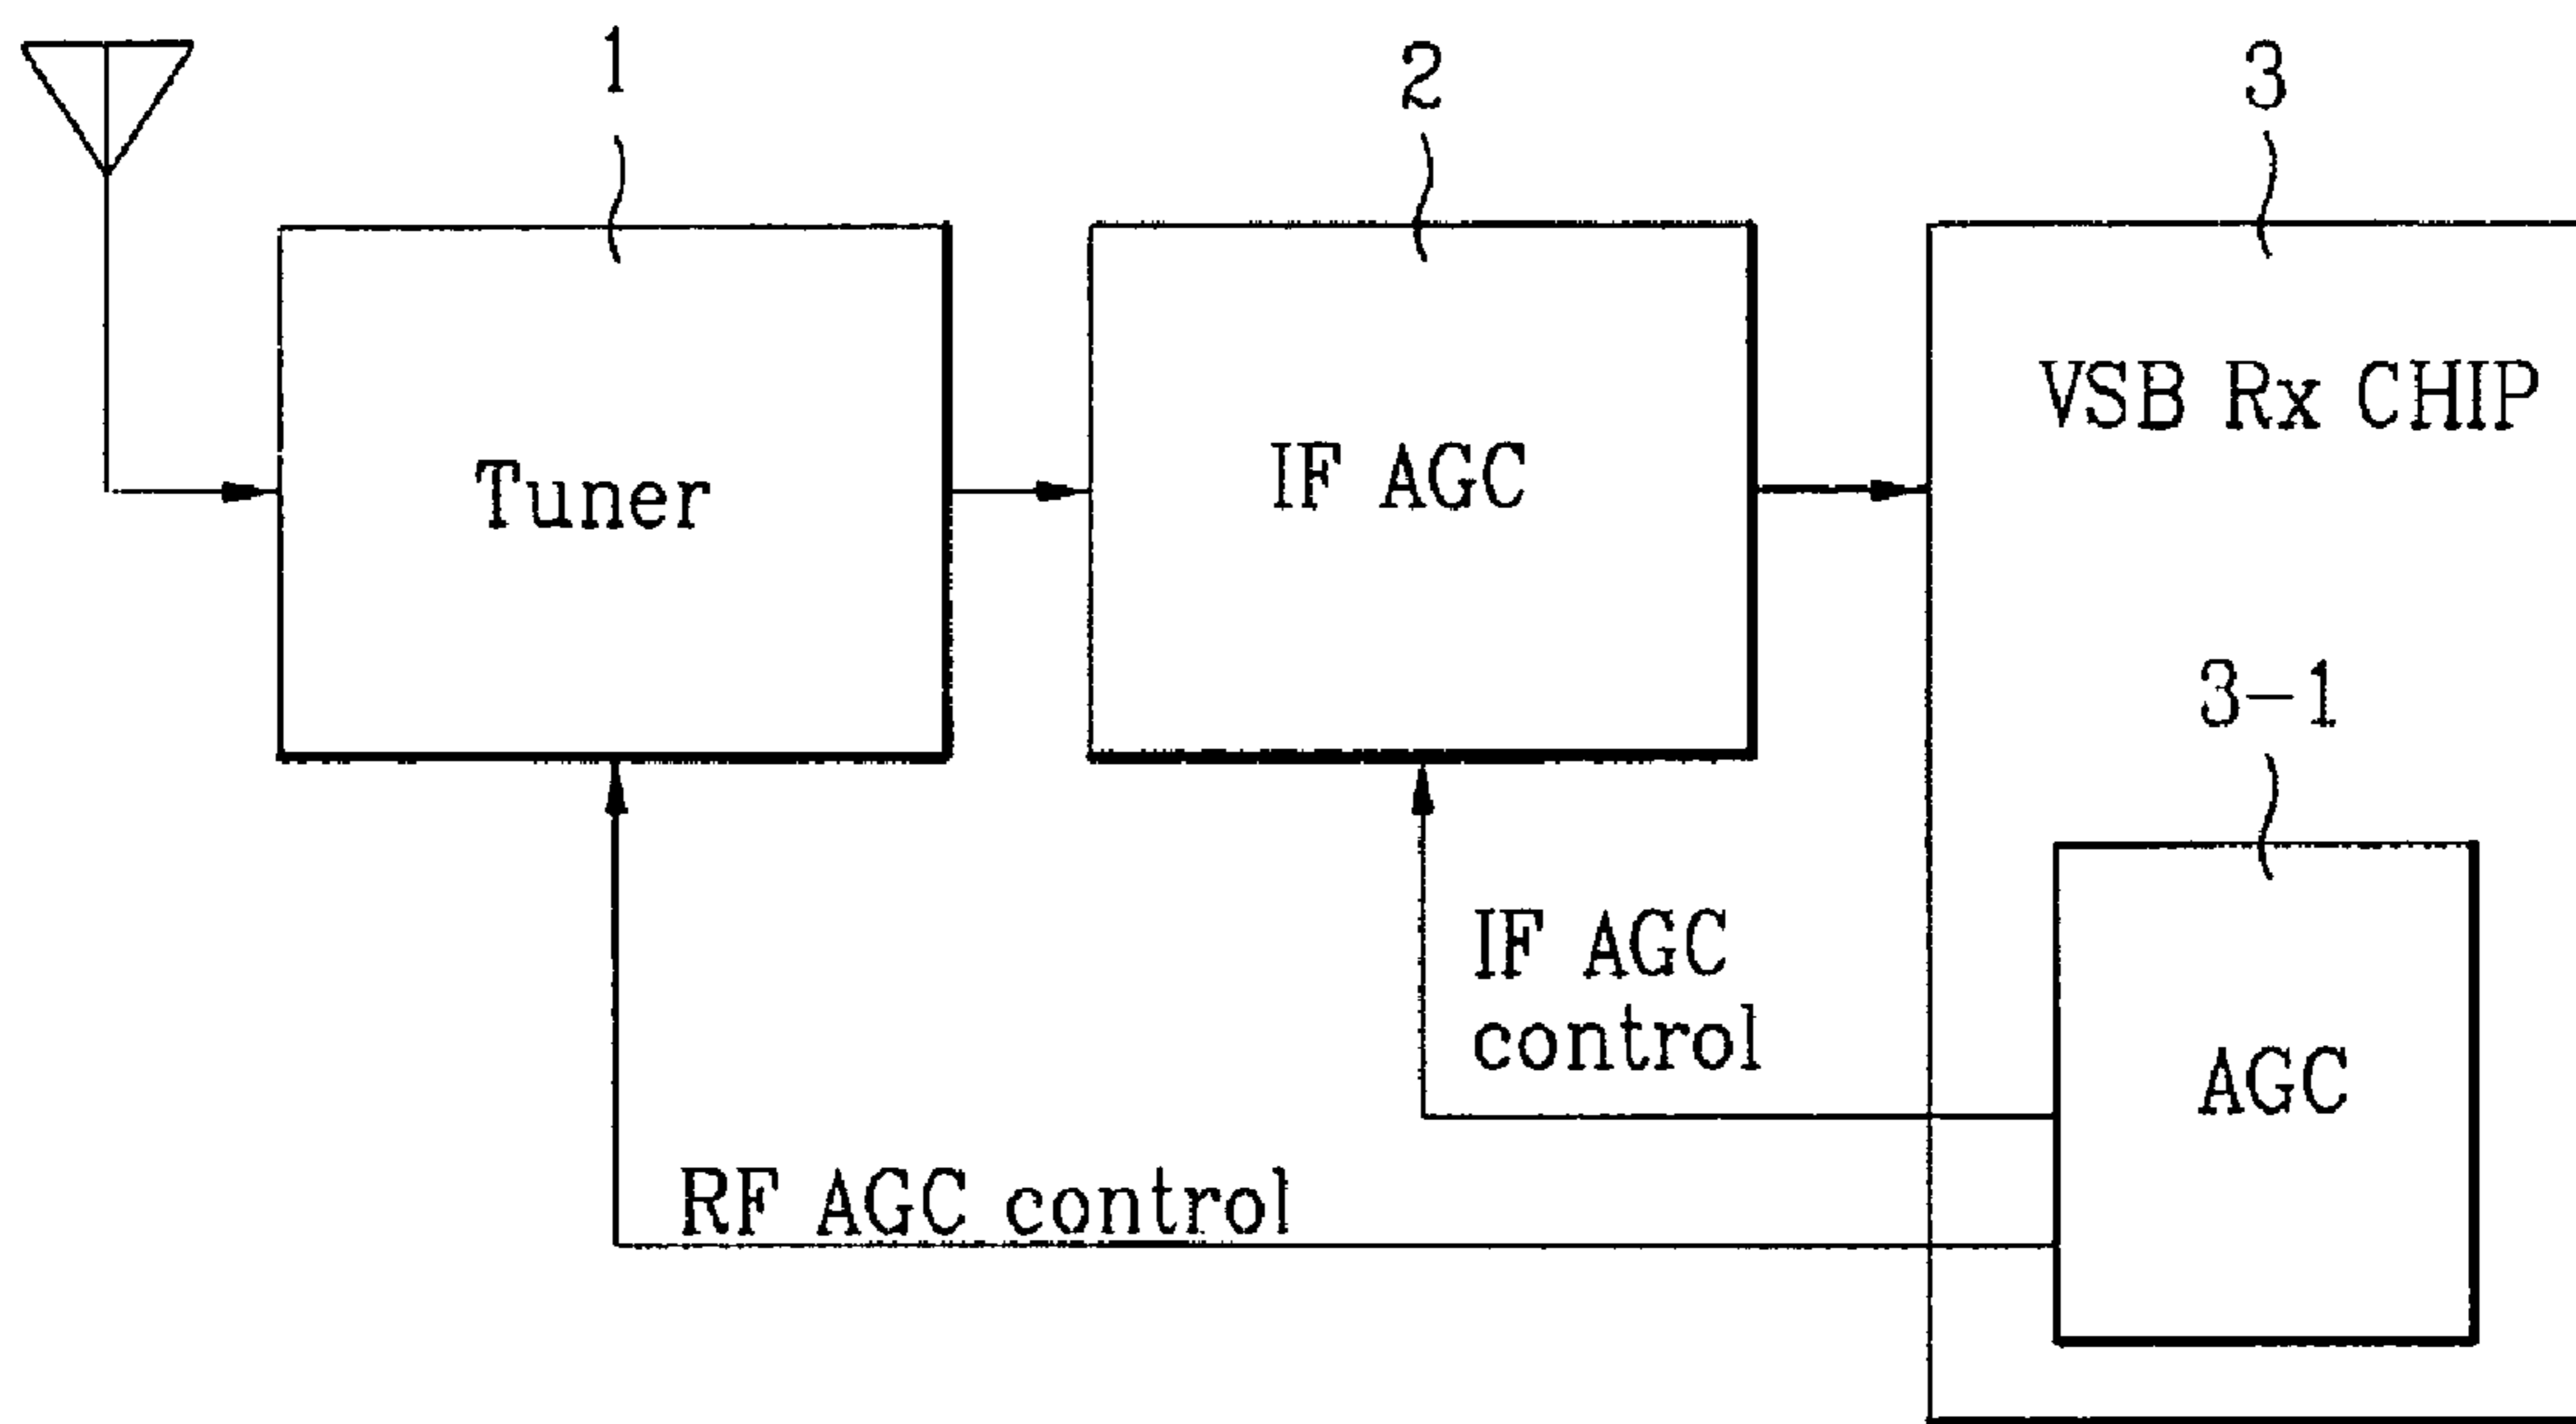 1
2
3
Tuner
IF AGC
VSB Rx CHIP
3-1
IF AGC
control
AGC
RF AGC control